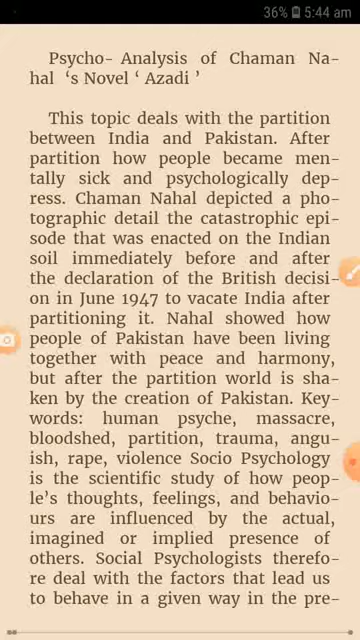 36% 5:44 am
Psycho- Analysis of Chaman Na-
hal ‘s Novel ‘ Azadi ’
This topic deals with the partition
between India and Pakistan. After
partition how people became men-
tally sick and psychologically dep-
ress. Chaman Nahal depicted a pho-
tographic detail the catastrophic epi-
sode that was enacted on the Indian
soil immediately before and after
the declaration of the British decisi-
on in June 1947 to vacate India after
partitioning it. Nahal showed how
people of Pakistan have been living
together with peace and harmony,
but after the partition world is sha-
ken by the creation of Pakistan. Key-
words: human psyche, massacre,
bloodshed, partition, trauma, angu-
ish, rape, violence Socio Psychology
is the scientific study of how peop-
le’s thoughts, feelings, and behavio-
urs are influenced by the actual,
imagined or implied presence of
others. Social Psychologists therefo-
re deal with the factors that lead us
to behave in a given way in the pre-